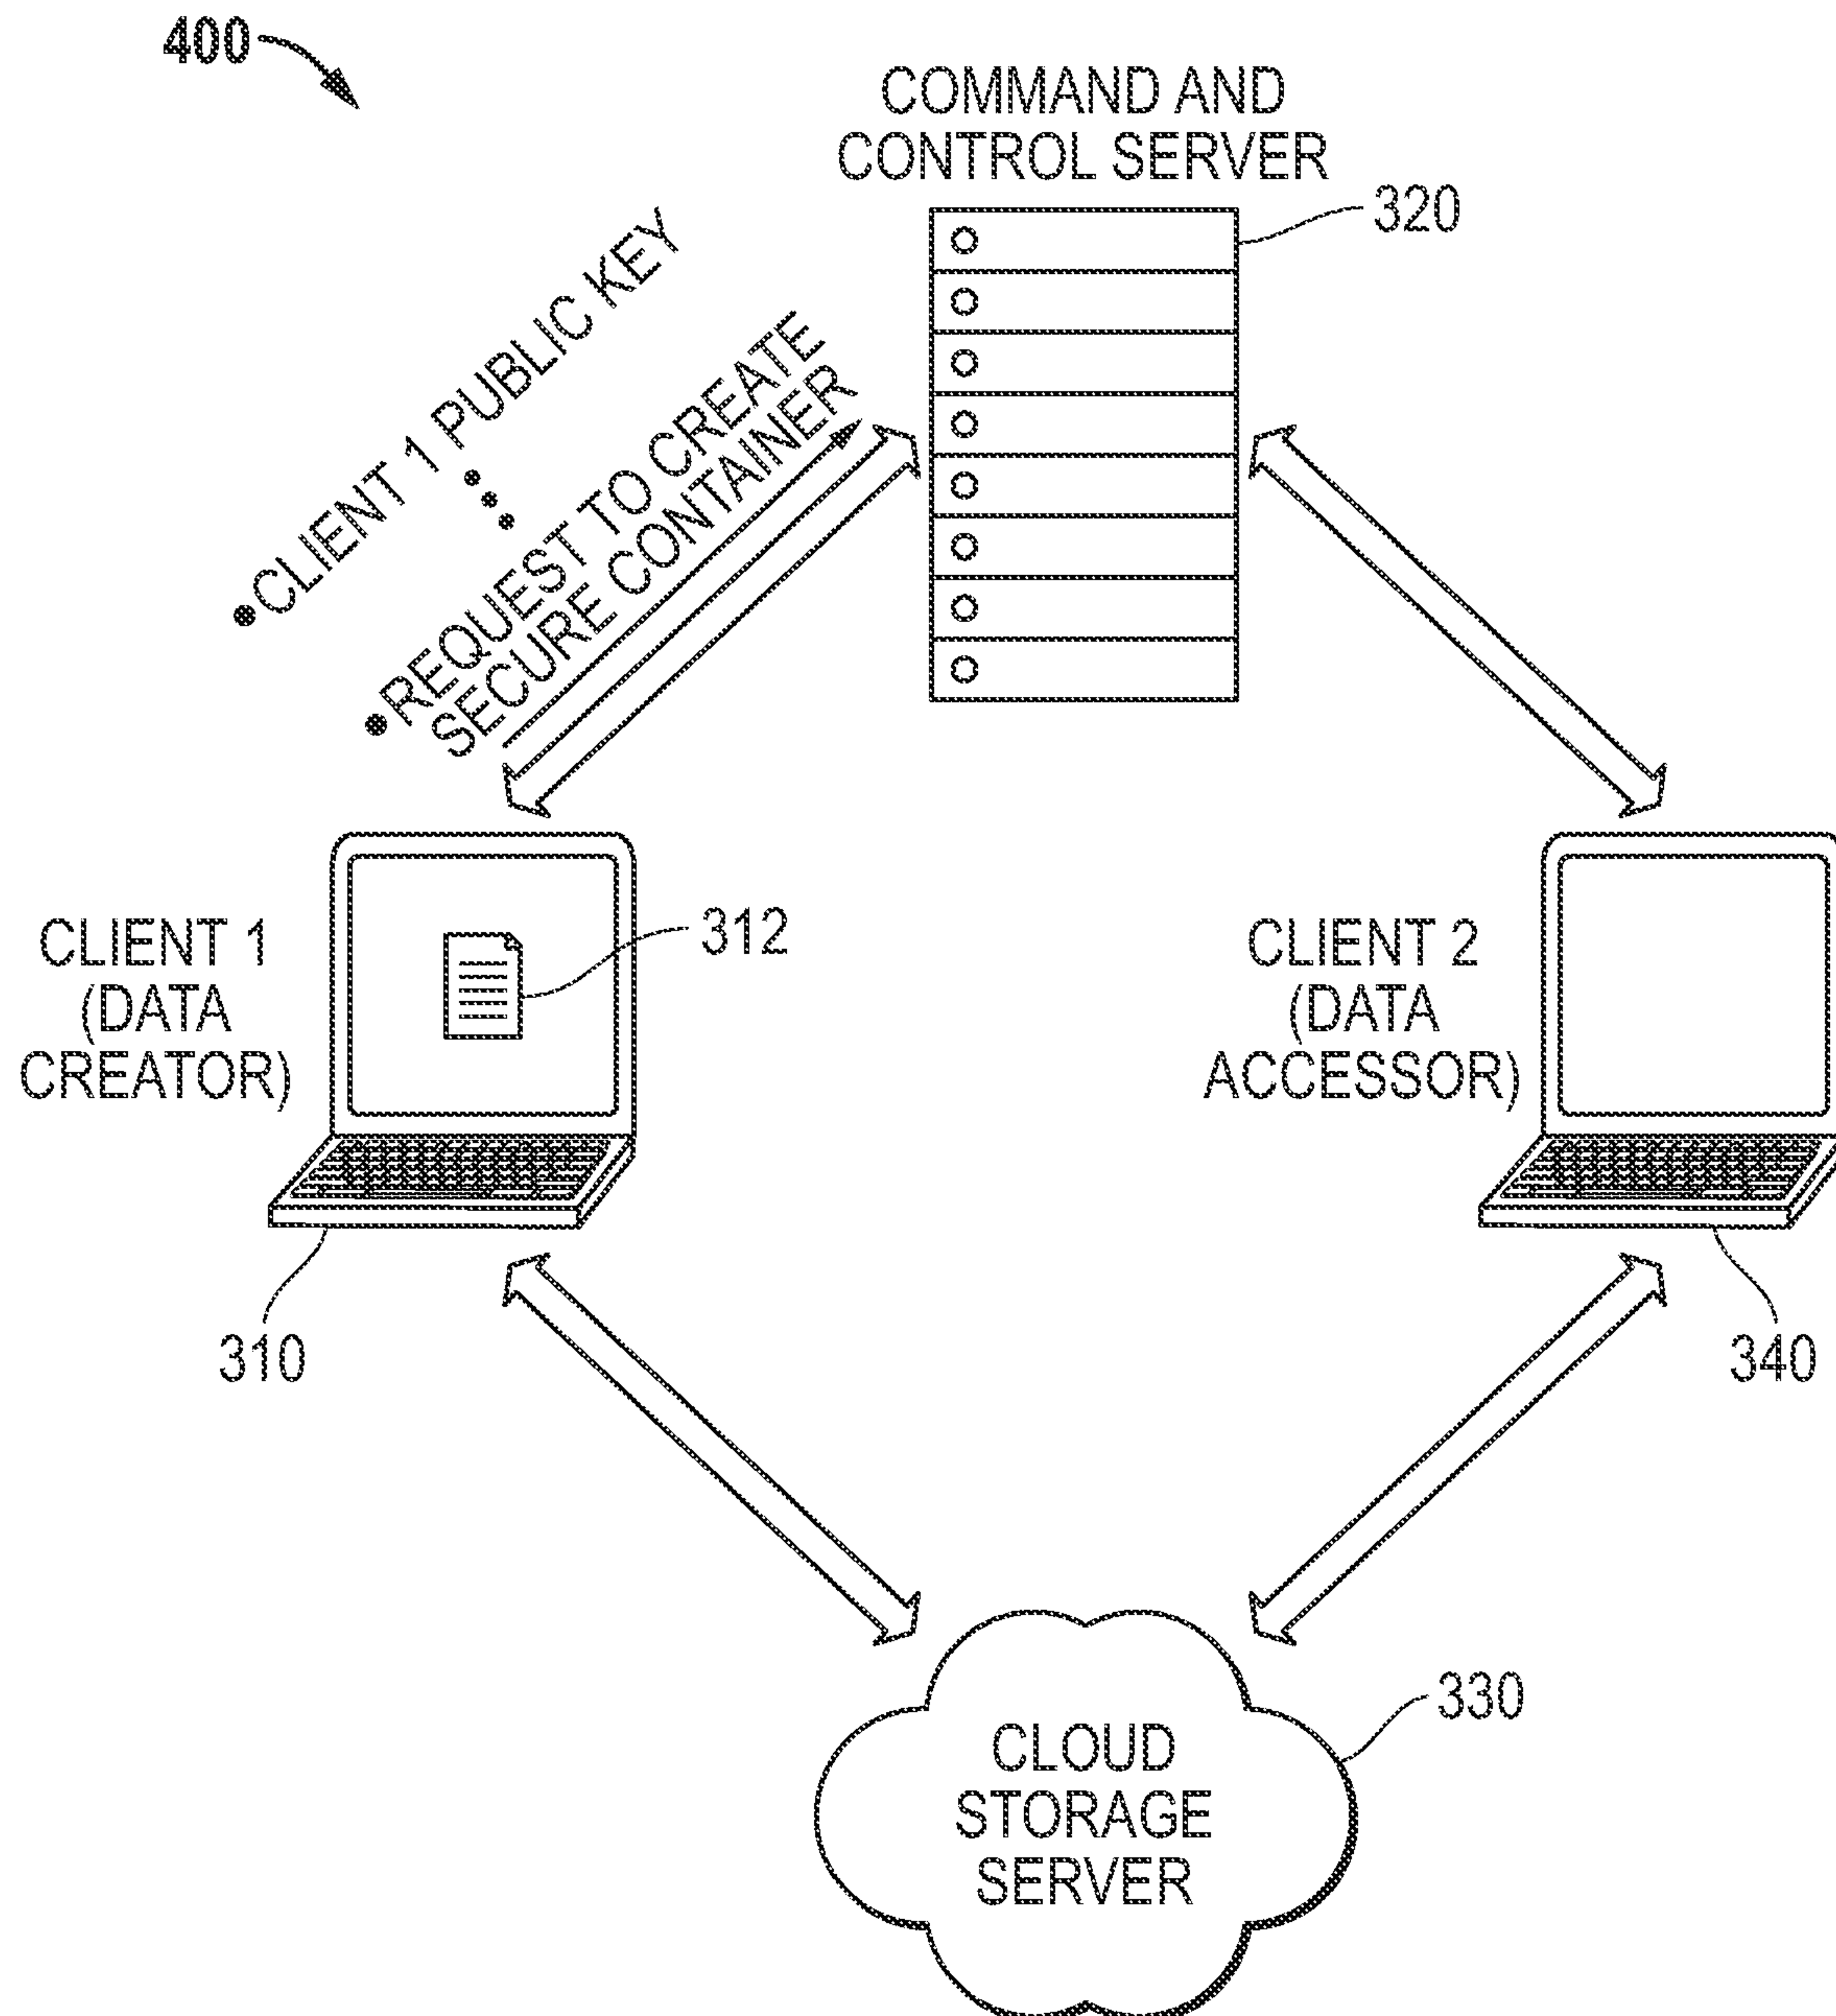 400
COMMAND AND
CONTROL SERVER
320
•CLIENT 1 PUBLIC KEY
•REQUEST TO CREATE
SECURE CONTAINER
CLIENT 1
(DATA
CREATOR)
312
CLIENT 2
(DATA
ACCESSOR)
310
340
330
CLOUD
STORAGE
SERVER